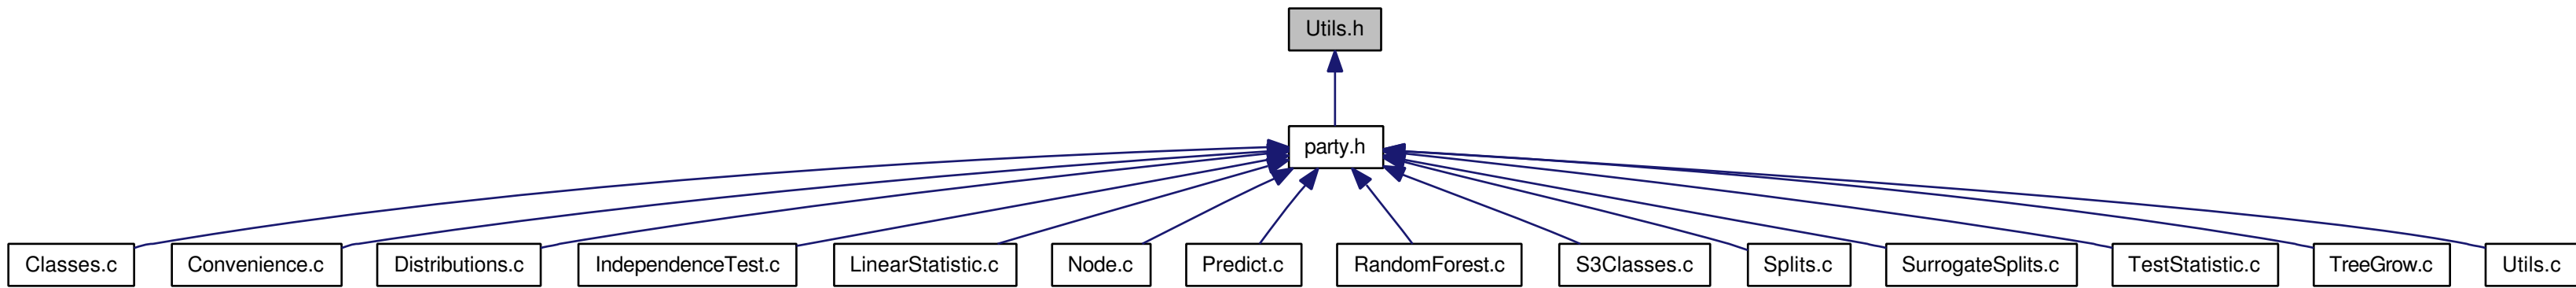 Utils.h
party.h
Classes.c
Convenience.c
Distributions.c
IndependenceTest.c
LinearStatistic.c
Node.c
Predict.c
RandomForest.c
S3Classes.c
Splits.c
SurrogateSplits.c
TestStatistic.c
TreeGrow.c
Utils.c